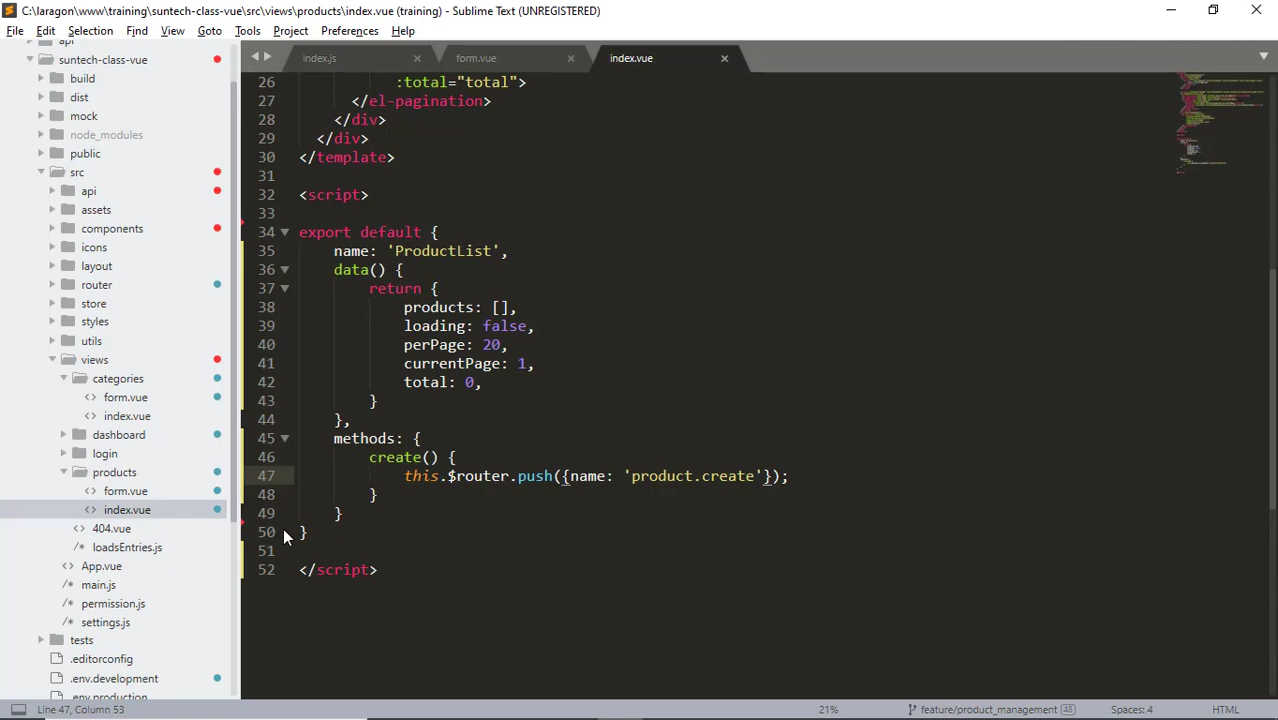 C:\laragon\www\training\suntech-class-vue\src\views\products\index.vue (training) - Sublime Text (UNREGISTERED)
File Edit Selection Find View Goto Tools Project Preferences Help
api
suntech-class-vue
build
dist
mock
node_modules
public
src
api
assets
components
icons
layout
router
store
styles
utils
views
categories
form.vue
index.vue
dashboard
login
products
form.vue
index.vue
404.vue
loadsEntries.js
App.vue
main.js
permission.js
settings.js
tests
.editorconfig
.env.development
.env.production
index.js form.vue index.vue
26 :total="total">
27 </el-pagination>
28 </div>
29 </div>
30 </template>
31
32 <script>
33
34 export default {
35 name: 'ProductList',
36 data() {
37 return {
38 products: [],
39 loading: false,
40 perPage: 20,
41 currentPage: 1,
42 total: 0,
43 }
44 },
45 methods: {
46 create() {
47 this.$router.push({name: 'product.create'});
48 }
49 }
50 }
51
52 </script>
Line 47, Column 53 21% feature/product_management 48 Spaces: 4 HTML